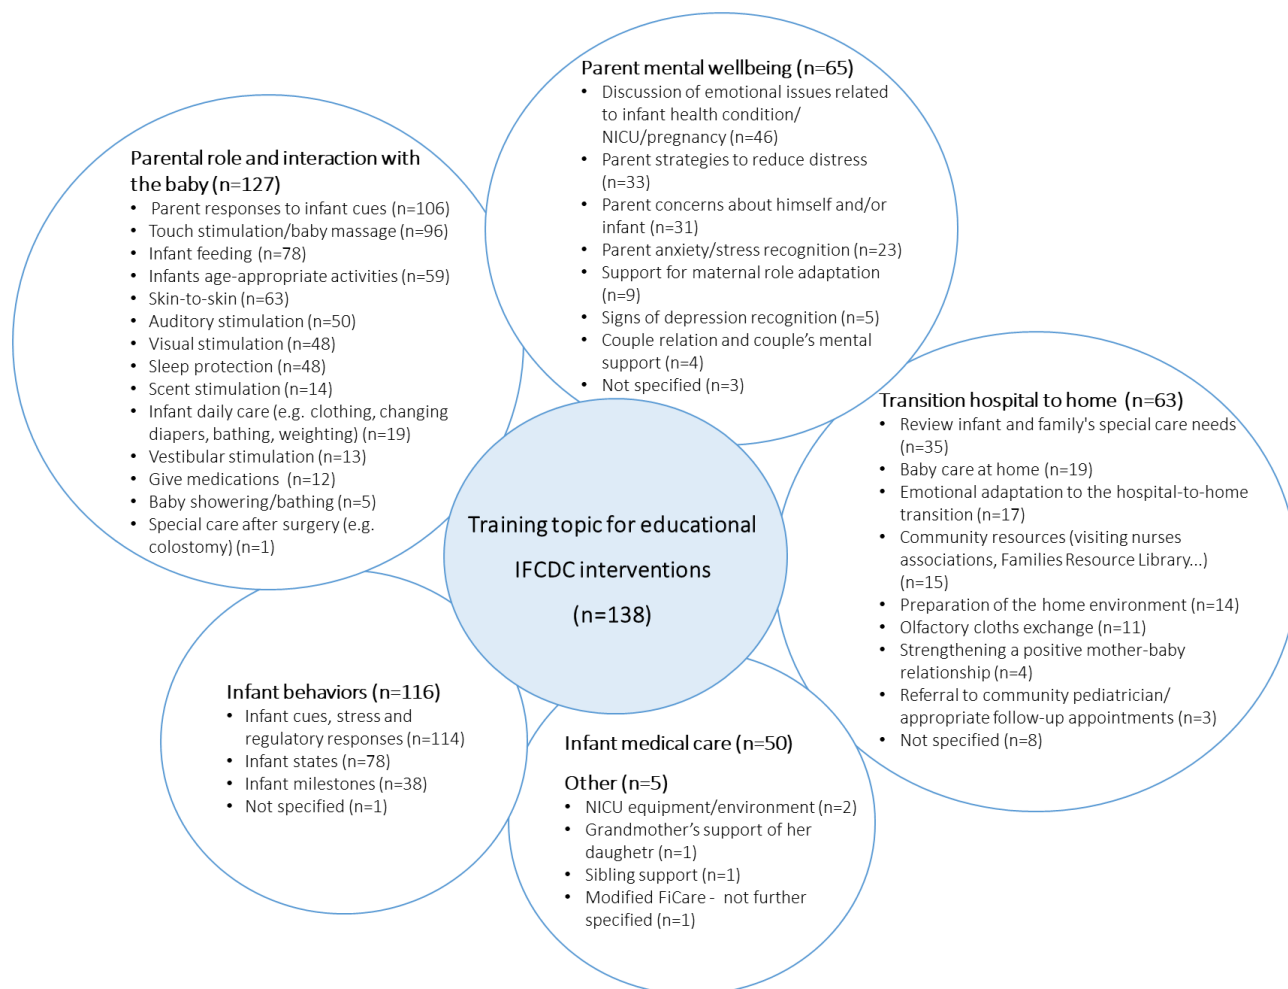 Parental role and interaction with
the baby (n=127)
• Parent responses to infant cues (n=106)
• Touch stimulation/baby massage (n=96)
• Infant feeding (n=78)
• Infants age-appropriate activities (n=59)
• Skin-to-skin (n=63)
• Auditory stimulation (n=50)
• Visual stimulation (n=48)
• Sleep protection (n=48)
• Scent stimulation (n=14)
• Infant daily care (e.g. clothing, changing
diapers, bathing, weighting) (n=19)
• Vestibular stimulation (n=13)
• Give medications (n=12)
• Baby showering/bathing (n=5)
• Special care after surgery (e.g.
colostomy) (n=1)
Parent mental wellbeing (n=65)
• Discussion of emotional issues related
to infant health condition/
NICU/pregnancy (n=46)
• Parent strategies to reduce distress
(n=33)
• Parent concerns about himself and/or
infant (n=31)
• Parent anxiety/stress recognition (n=23)
• Support for maternal role adaptation
(n=9)
• Signs of depression recognition (n=5)
• Couple relation and couple's mental
support (n=4)
• Not specified (n=3)
Transition hospital to home (n=63)
• Review infant and family's special care needs
(n=35)
• Baby care at home (n=19)
• Emotional adaptation to the hospital-to-home
transition (n=17)
• Community resources (visiting nurses
associations, Families Resource Library...)
(n=15)
• Preparation of the home environment (n=14)
• Olfactory cloths exchange (n=11)
• Strengthening a positive mother-baby
relationship (n=4)
• Referral to community pediatrician/
appropriate follow-up appointments (n=3)
• Not specified (n=8)
Training topic for educational
IFCDC interventions
(n=138)
Infant behaviors (n=116)
• Infant cues, stress and
regulatory responses (n=114)
• Infant states (n=78)
• Infant milestones (n=38)
• Not specified (n=1)
Infant medical care (n=50)
Other (n=5)
• NICU equipment/environment (n=2)
• Grandmother's support of her
daughetr (n=1)
• Sibling support (n=1)
• Modified FiCare - not further
specified (n=1)